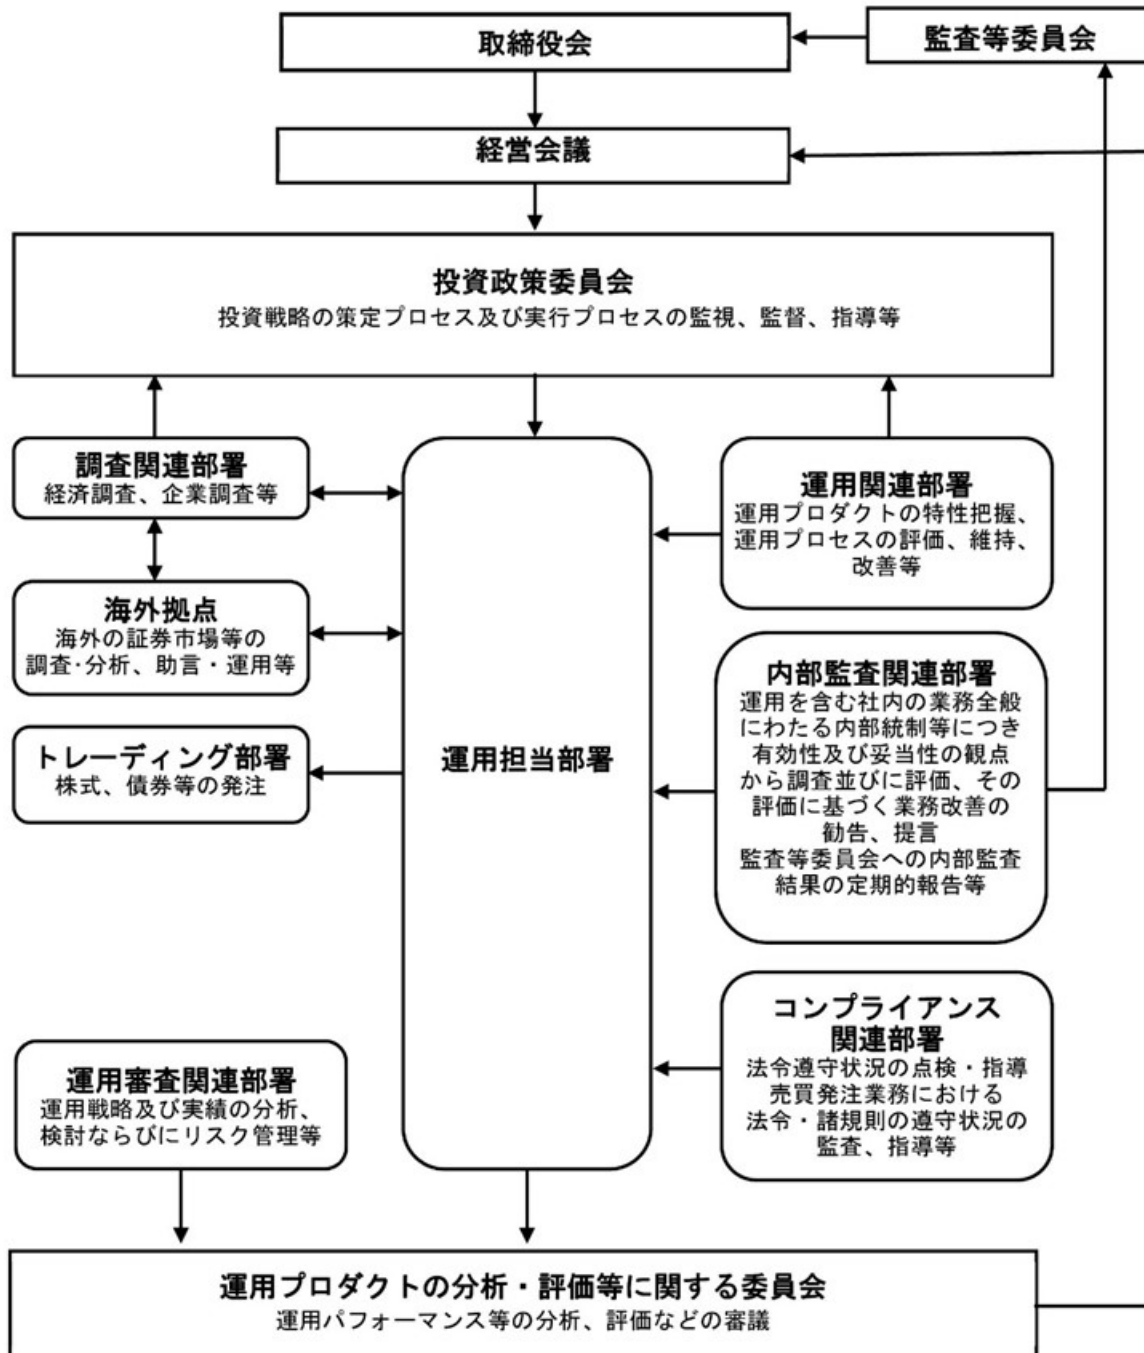 取締役会
監査等委員会
経営会議
投資政策委員会
投資戦略の策定プロセス及び実行プロセスの監視、監督、指導等
調査関連部署
経済調査、企業調査等
海外拠点
海外の証券市場等の
調査・分析、助言・運用等
トレーディング部署
株式、債券等の発注
運用担当部署
運用関連部署
運用プロダクトの特性把握、
運用プロセスの評価、維持、
改善等
内部監査関連部署
運用を含む社内の業務全般
にわたる内部統制等につき
有効性及び妥当性の観点
から調査並びに評価、その
評価に基づく業務改善の
勧告、提言
監査等委員会への内部監査
結果の定期的報告等
コンプライアンス
関連部署
法令遵守状況の点検・指導
売買発注業務における
法令・諸規則の遵守状況の
監査、指導等
運用審査関連部署
運用戦略及び実績の分析、
検討ならびにリスク管理等
運用プロダクトの分析・評価等に関する委員会
運用パフォーマンス等の分析、評価などの審議